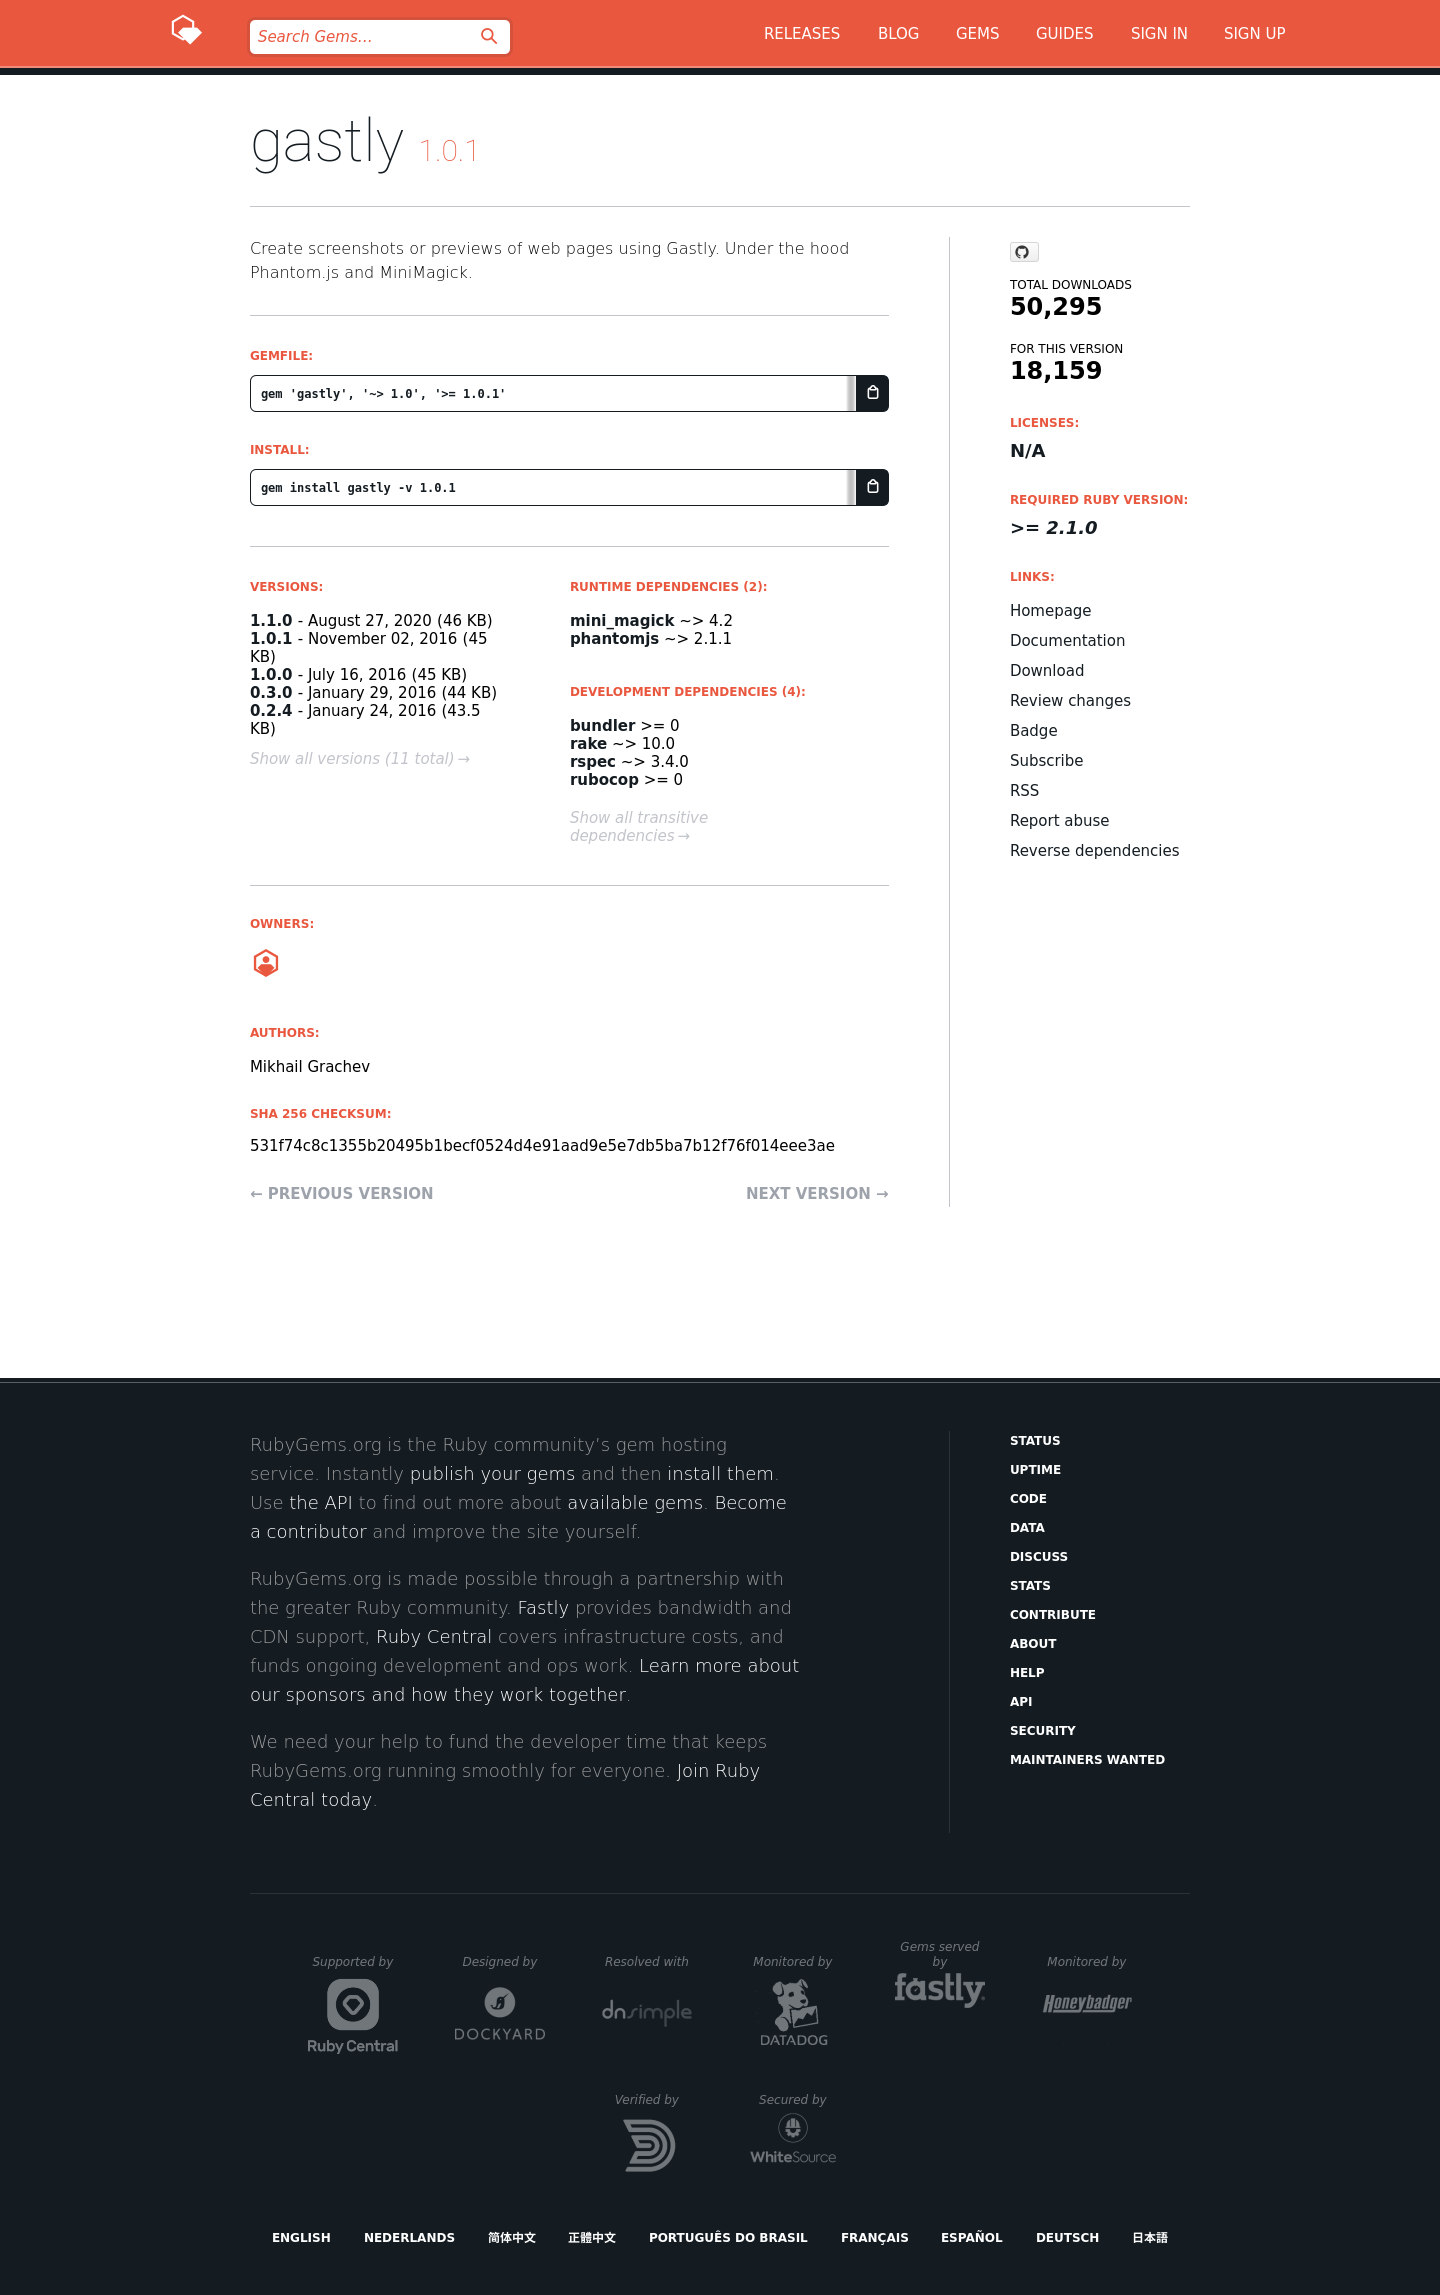 Search Gems...
RELEASES
BLOG
GEMS
GUIDES
SIGN IN
SIGN UP
gastly 1.0.1
Create screenshots or previews of web pages using Gastly. Under the hood
Phantom.js and MiniMagick.
GEMFILE:
gem 'gastly', '~> 1.0', '>= 1.0.1'
INSTALL:
gem install gastly -v 1.0.1
VERSIONS:
1.1.0 - August 27, 2020 (46 KB)
1.0.1 - November 02, 2016 (45
KB)
1.0.0 - July 16, 2016 (45 KB)
0.3.0 - January 29, 2016 (44 KB)
0.2.4 - January 24, 2016 (43.5
KB)
Show all versions (11 total) →
RUNTIME DEPENDENCIES (2):
mini_magick ~> 4.2
phantomjs ~> 2.1.1
DEVELOPMENT DEPENDENCIES (4):
bundler >= 0
rake ~> 10.0
rspec ~> 3.4.0
rubocop >= 0
Show all transitive
dependencies →
OWNERS:
AUTHORS:
Mikhail Grachev
SHA 256 CHECKSUM:
531f74c8c1355b20495b1becf0524d4e91aad9e5e7db5ba7b12f76f014eee3ae
← PREVIOUS VERSION
NEXT VERSION →
TOTAL DOWNLOADS
50,295
FOR THIS VERSION
18,159
LICENSES:
N/A
REQUIRED RUBY VERSION:
>= 2.1.0
LINKS:
Homepage
Documentation
Download
Review changes
Badge
Subscribe
RSS
Report abuse
Reverse dependencies
RubyGems.org is the Ruby community’s gem hosting
service. Instantly publish your gems and then install them.
Use the API to find out more about available gems. Become
a contributor and improve the site yourself.
RubyGems.org is made possible through a partnership with
the greater Ruby community. Fastly provides bandwidth and
CDN support, Ruby Central covers infrastructure costs, and
funds ongoing development and ops work. Learn more about
our sponsors and how they work together.
We need your help to fund the developer time that keeps
RubyGems.org running smoothly for everyone. Join Ruby
Central today.
STATUS
UPTIME
CODE
DATA
DISCUSS
STATS
CONTRIBUTE
ABOUT
HELP
API
SECURITY
MAINTAINERS WANTED
Supported by
Ruby Central
Designed by
DOCKYARD
Resolved with
dnsimple
Monitored by
DATADOG
Gems served
by
fastly
Monitored by
Honeybadger
Verified by
Secured by
WhiteSource
ENGLISH
NEDERLANDS
简体中文
正體中文
PORTUGUÊS DO BRASIL
FRANÇAIS
ESPAÑOL
DEUTSCH
日本語